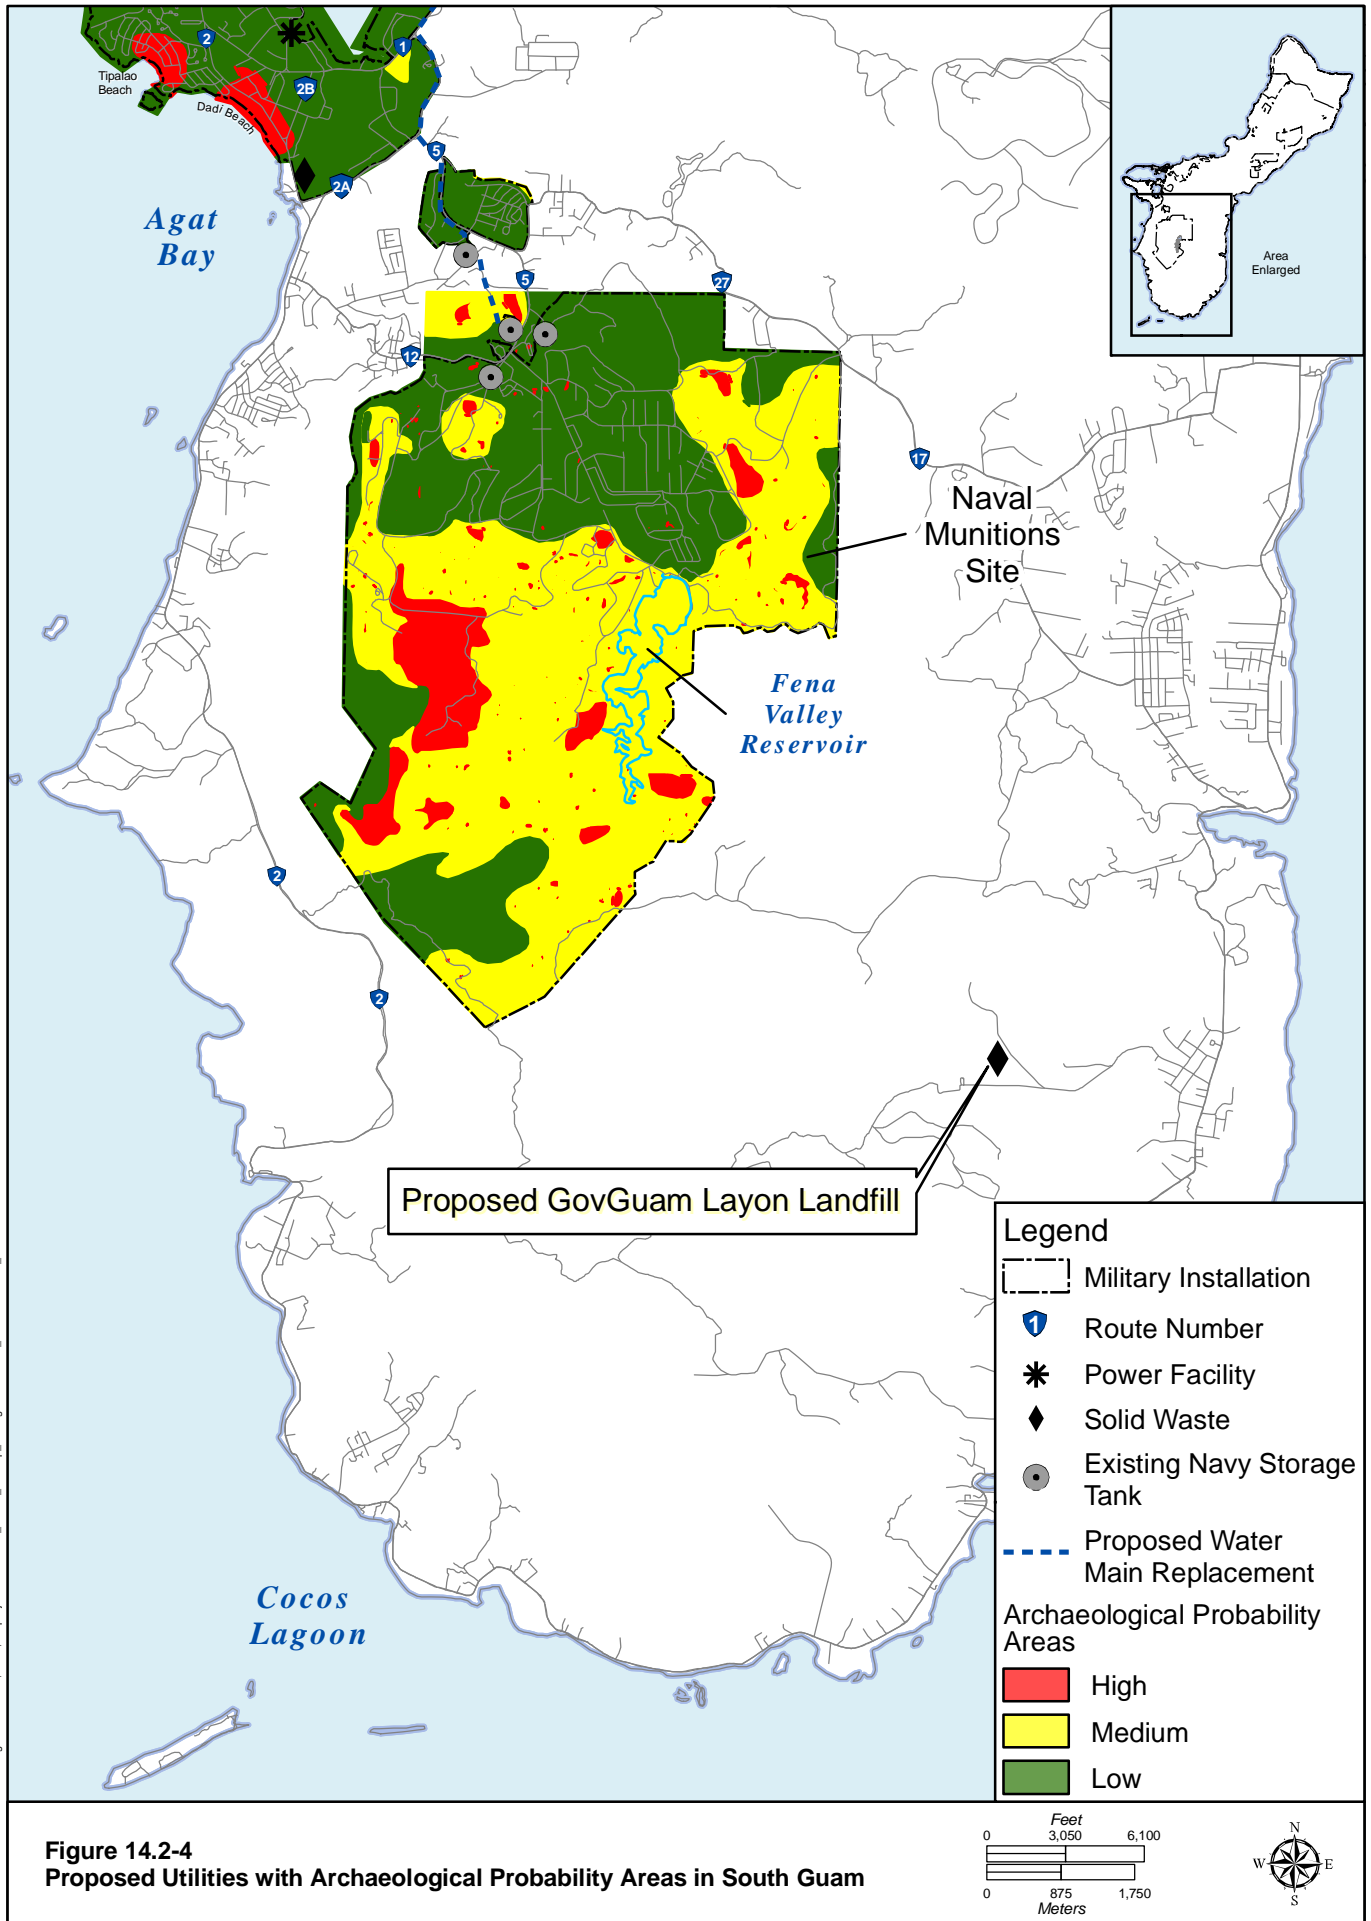 2
1
Tipalao
Beach
2B
Dadi Beach
5
2A
Agat
Bay
Area
Enlarged
5
27
12
17
Naval
Munitions
Site
Fena
Valley
Reservoir
2
2
Proposed GovGuam Layon Landfill
Legend
Military Installation
1 Route Number
Power Facility
Solid Waste
Existing Navy Storage
Tank
Proposed Water
Main Replacement
Archaeological Probability
Areas
High
Medium
Low
Cocos
Lagoon
Figure 14.2-4
Proposed Utilities with Archaeological Probability Areas in South Guam
Feet
0 3,050 6,100
0 875 1,750
Meters
N
W E
S